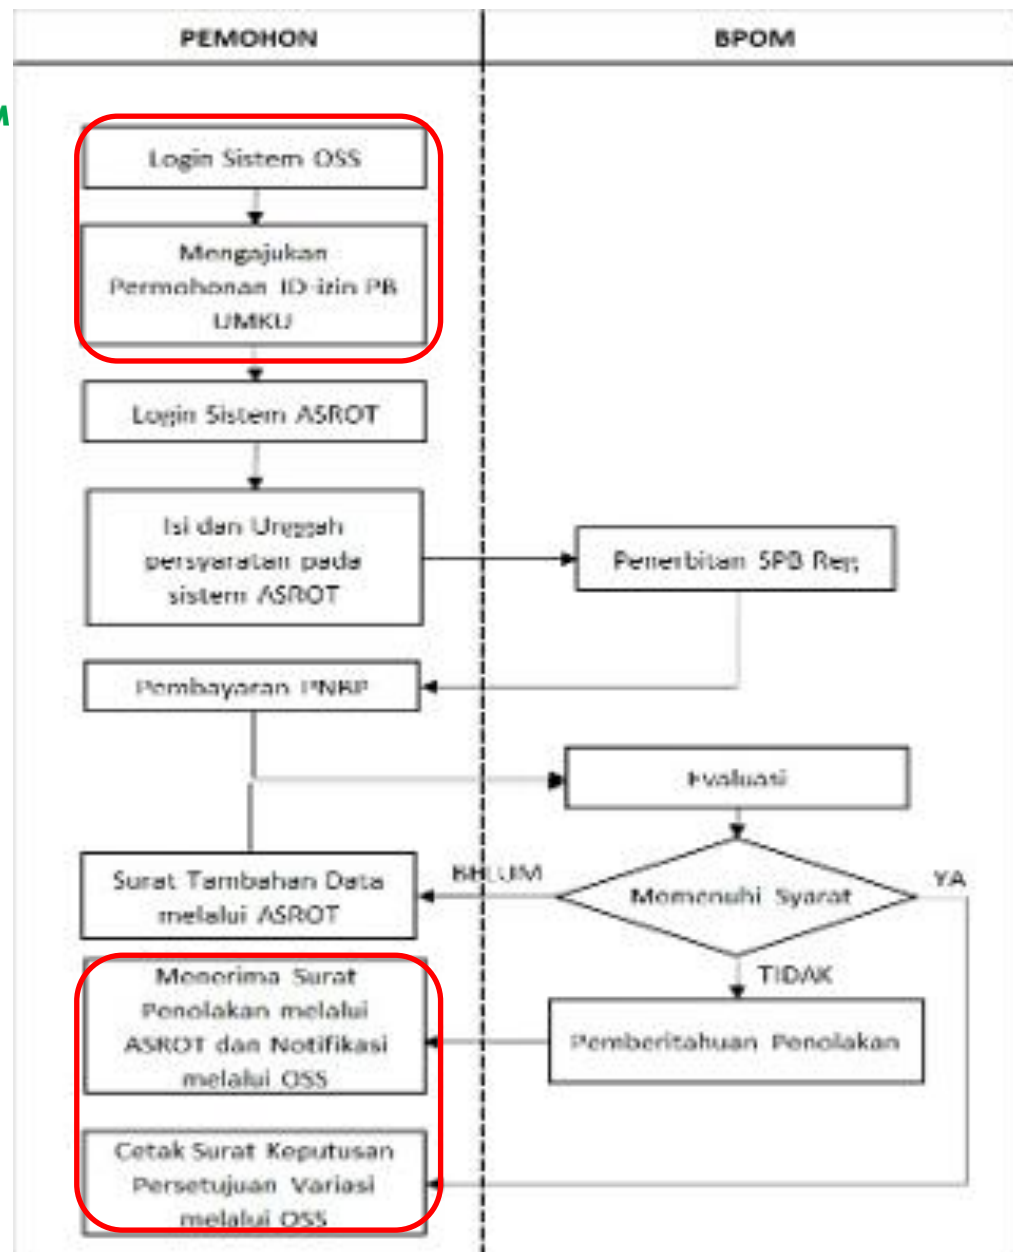 PEMOHON
BPOM
M
Login Sistem OSS
Mengajukan
Permohonan ID-izin PB
UMKU
Login Sistem ASROT
Isi dan Unggah
persyaratan pada
sistem ASROT
Penerbitan SPB Reg
Pembayaran PNBP
Evaluasi
Surat Tambahan Data
melalui ASROT
BELUM
Momenuhi Syarat
YA
TIDAK
Menerima Surat
Penolakan melalui
ASROT dan Notifikasi
melalui OSS
Pemberitahuan Penolakan
Cetak Surat Keputusan
Persetujuan Variasi
melalui OSS